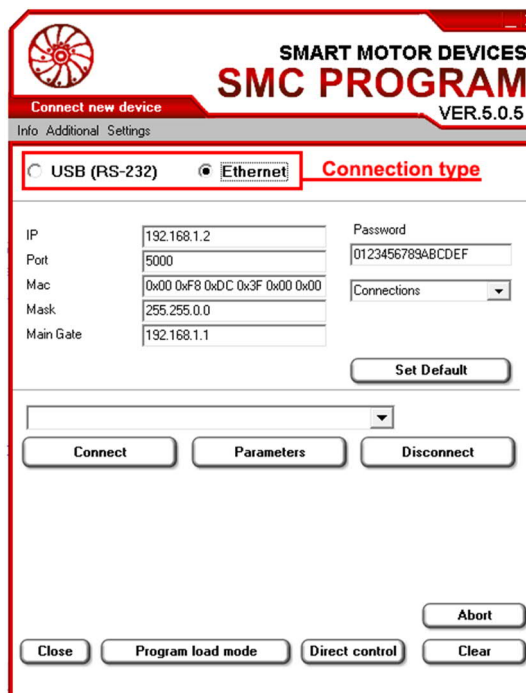 SMART MOTOR DEVICES
SMC PROGRAM
VER.5.0.5
Connect new device
Info Additional Settings
USB (RS-232) Ethernet Connection type
IP 192.168.1.2 Password
Port 5000 0123456789ABCDEF
Mac 0x00 0xF8 0xDC 0x3F 0x00 0x00 Connections
Mask 255.255.0.0
Main Gate 192.168.1.1
Set Default
Connect Parameters Disconnect
Abort
Close Program load mode Direct control Clear